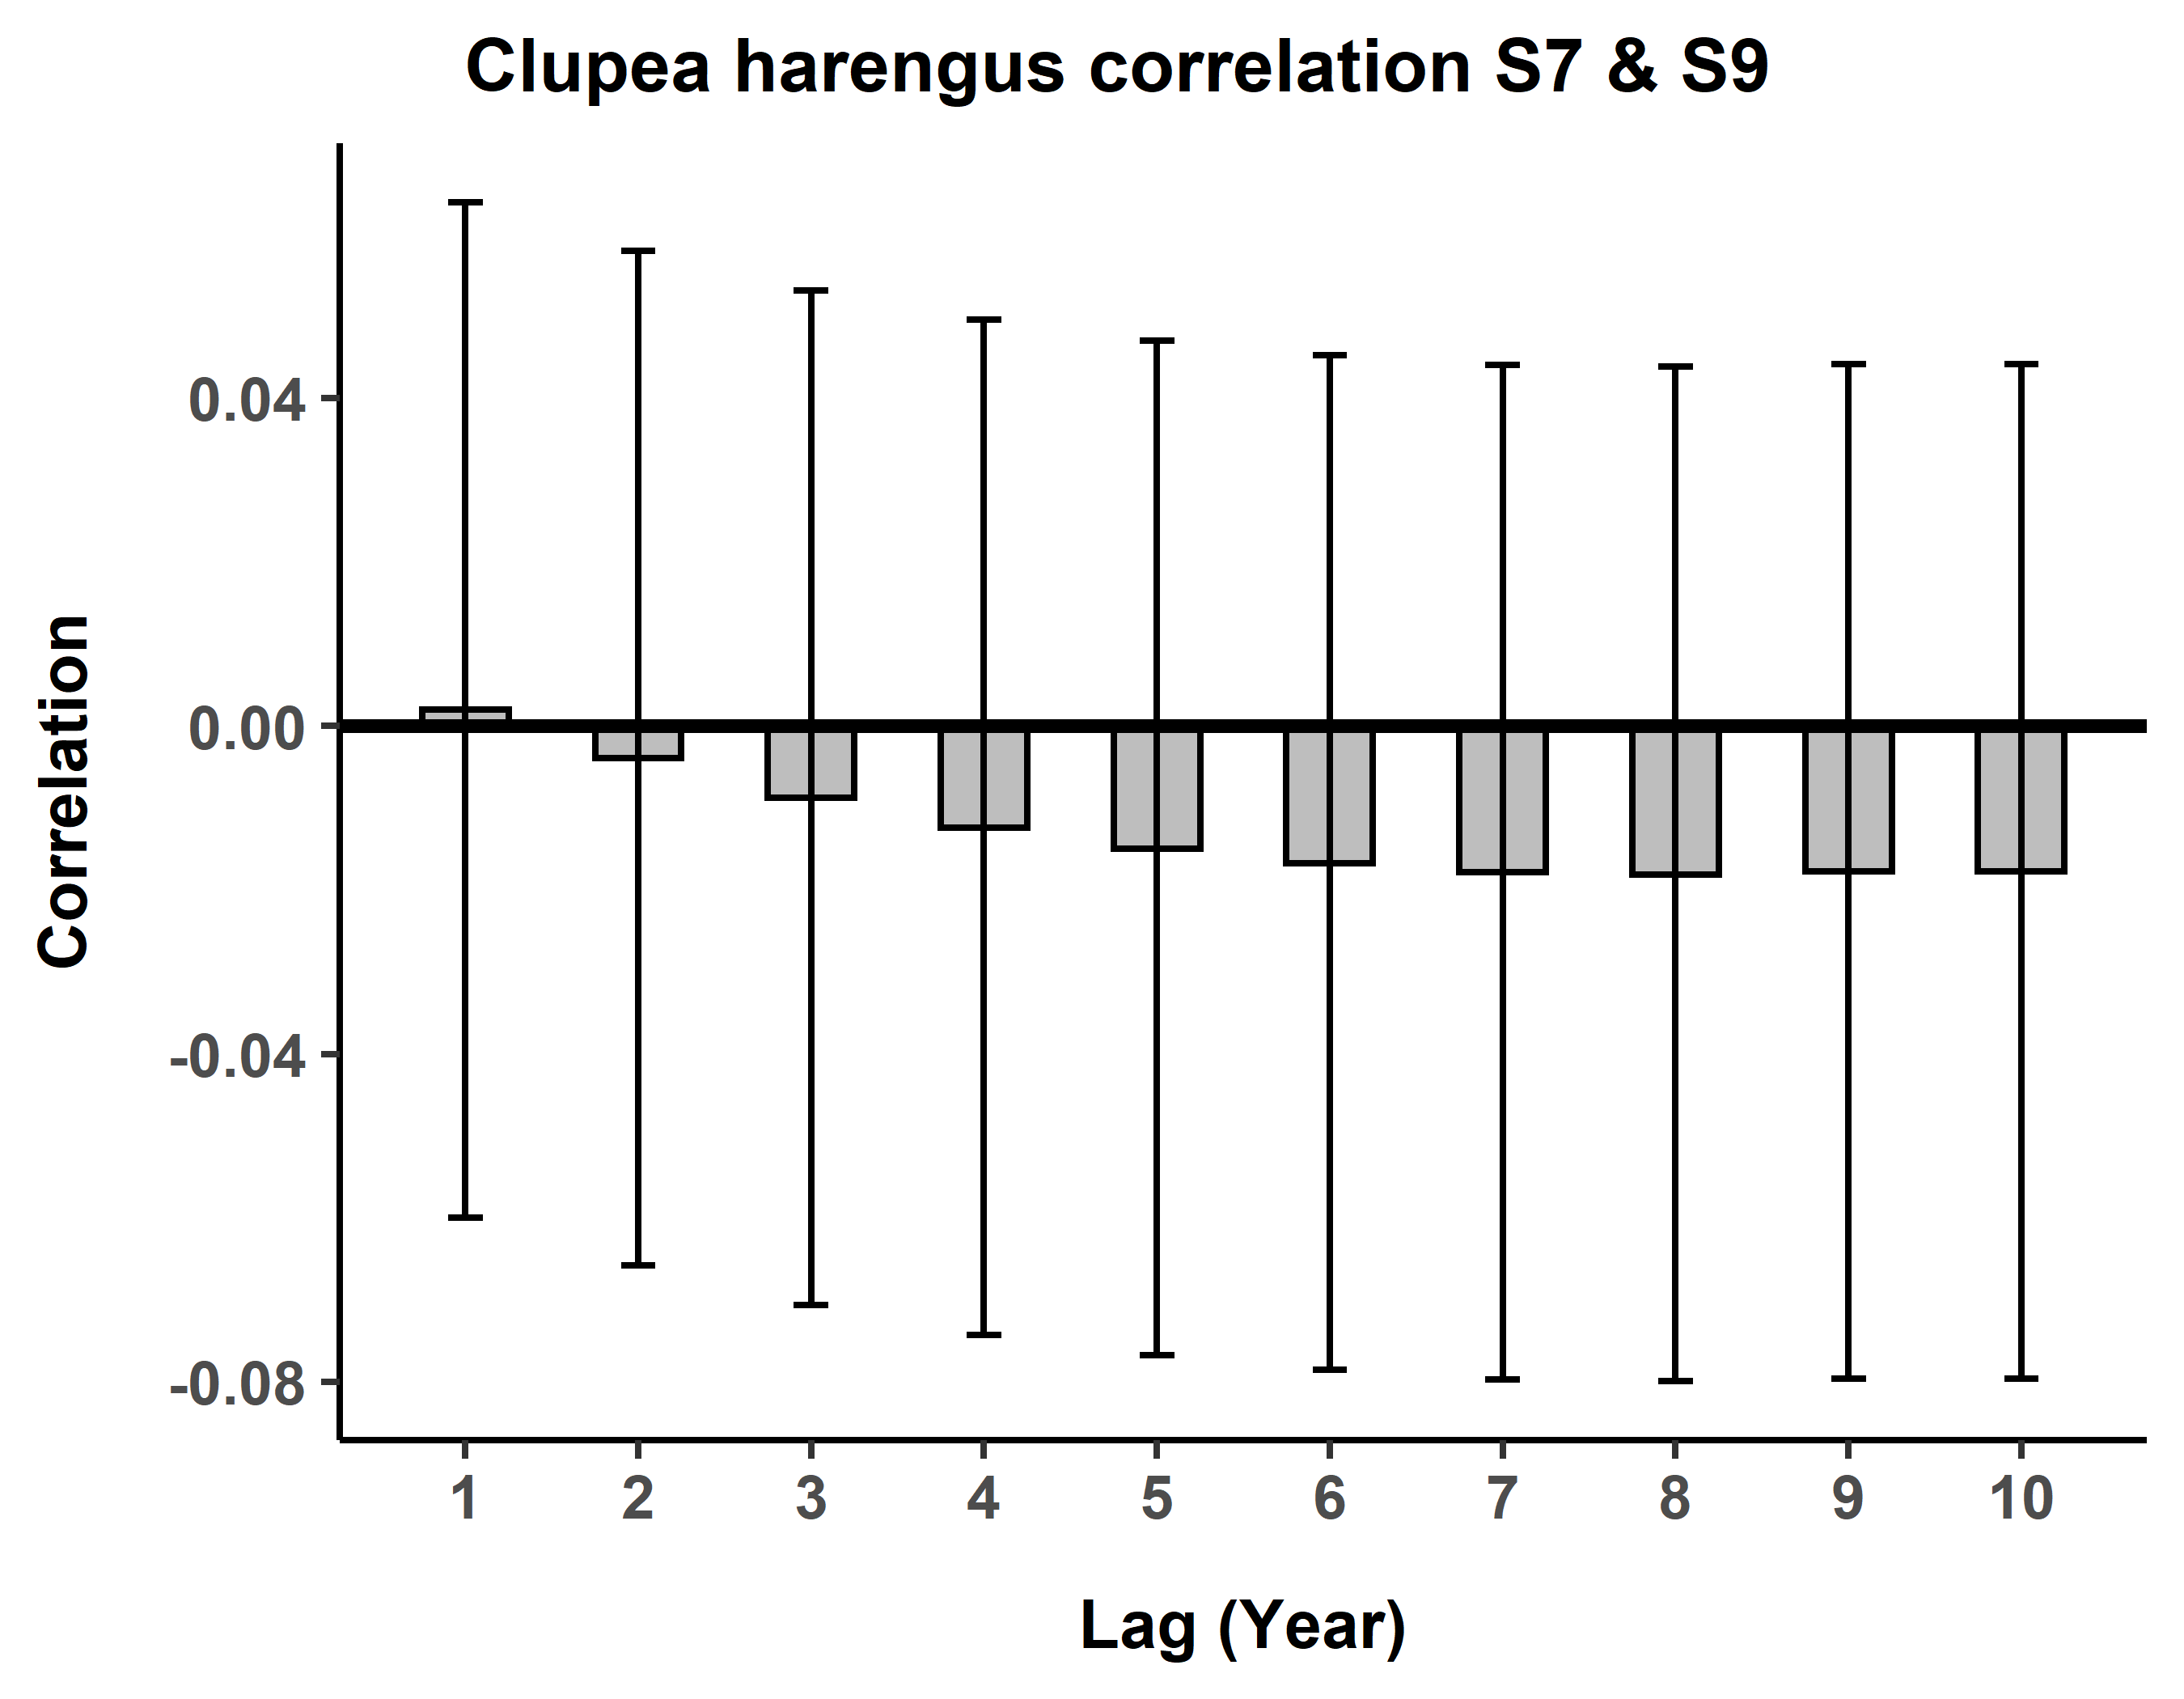 Clupea harengus correlation S7 & S9
Correlation
0.04
0.00
-0.04
-0.08
1 2 3 4 5 6 7 8 9 10
Lag (Year)